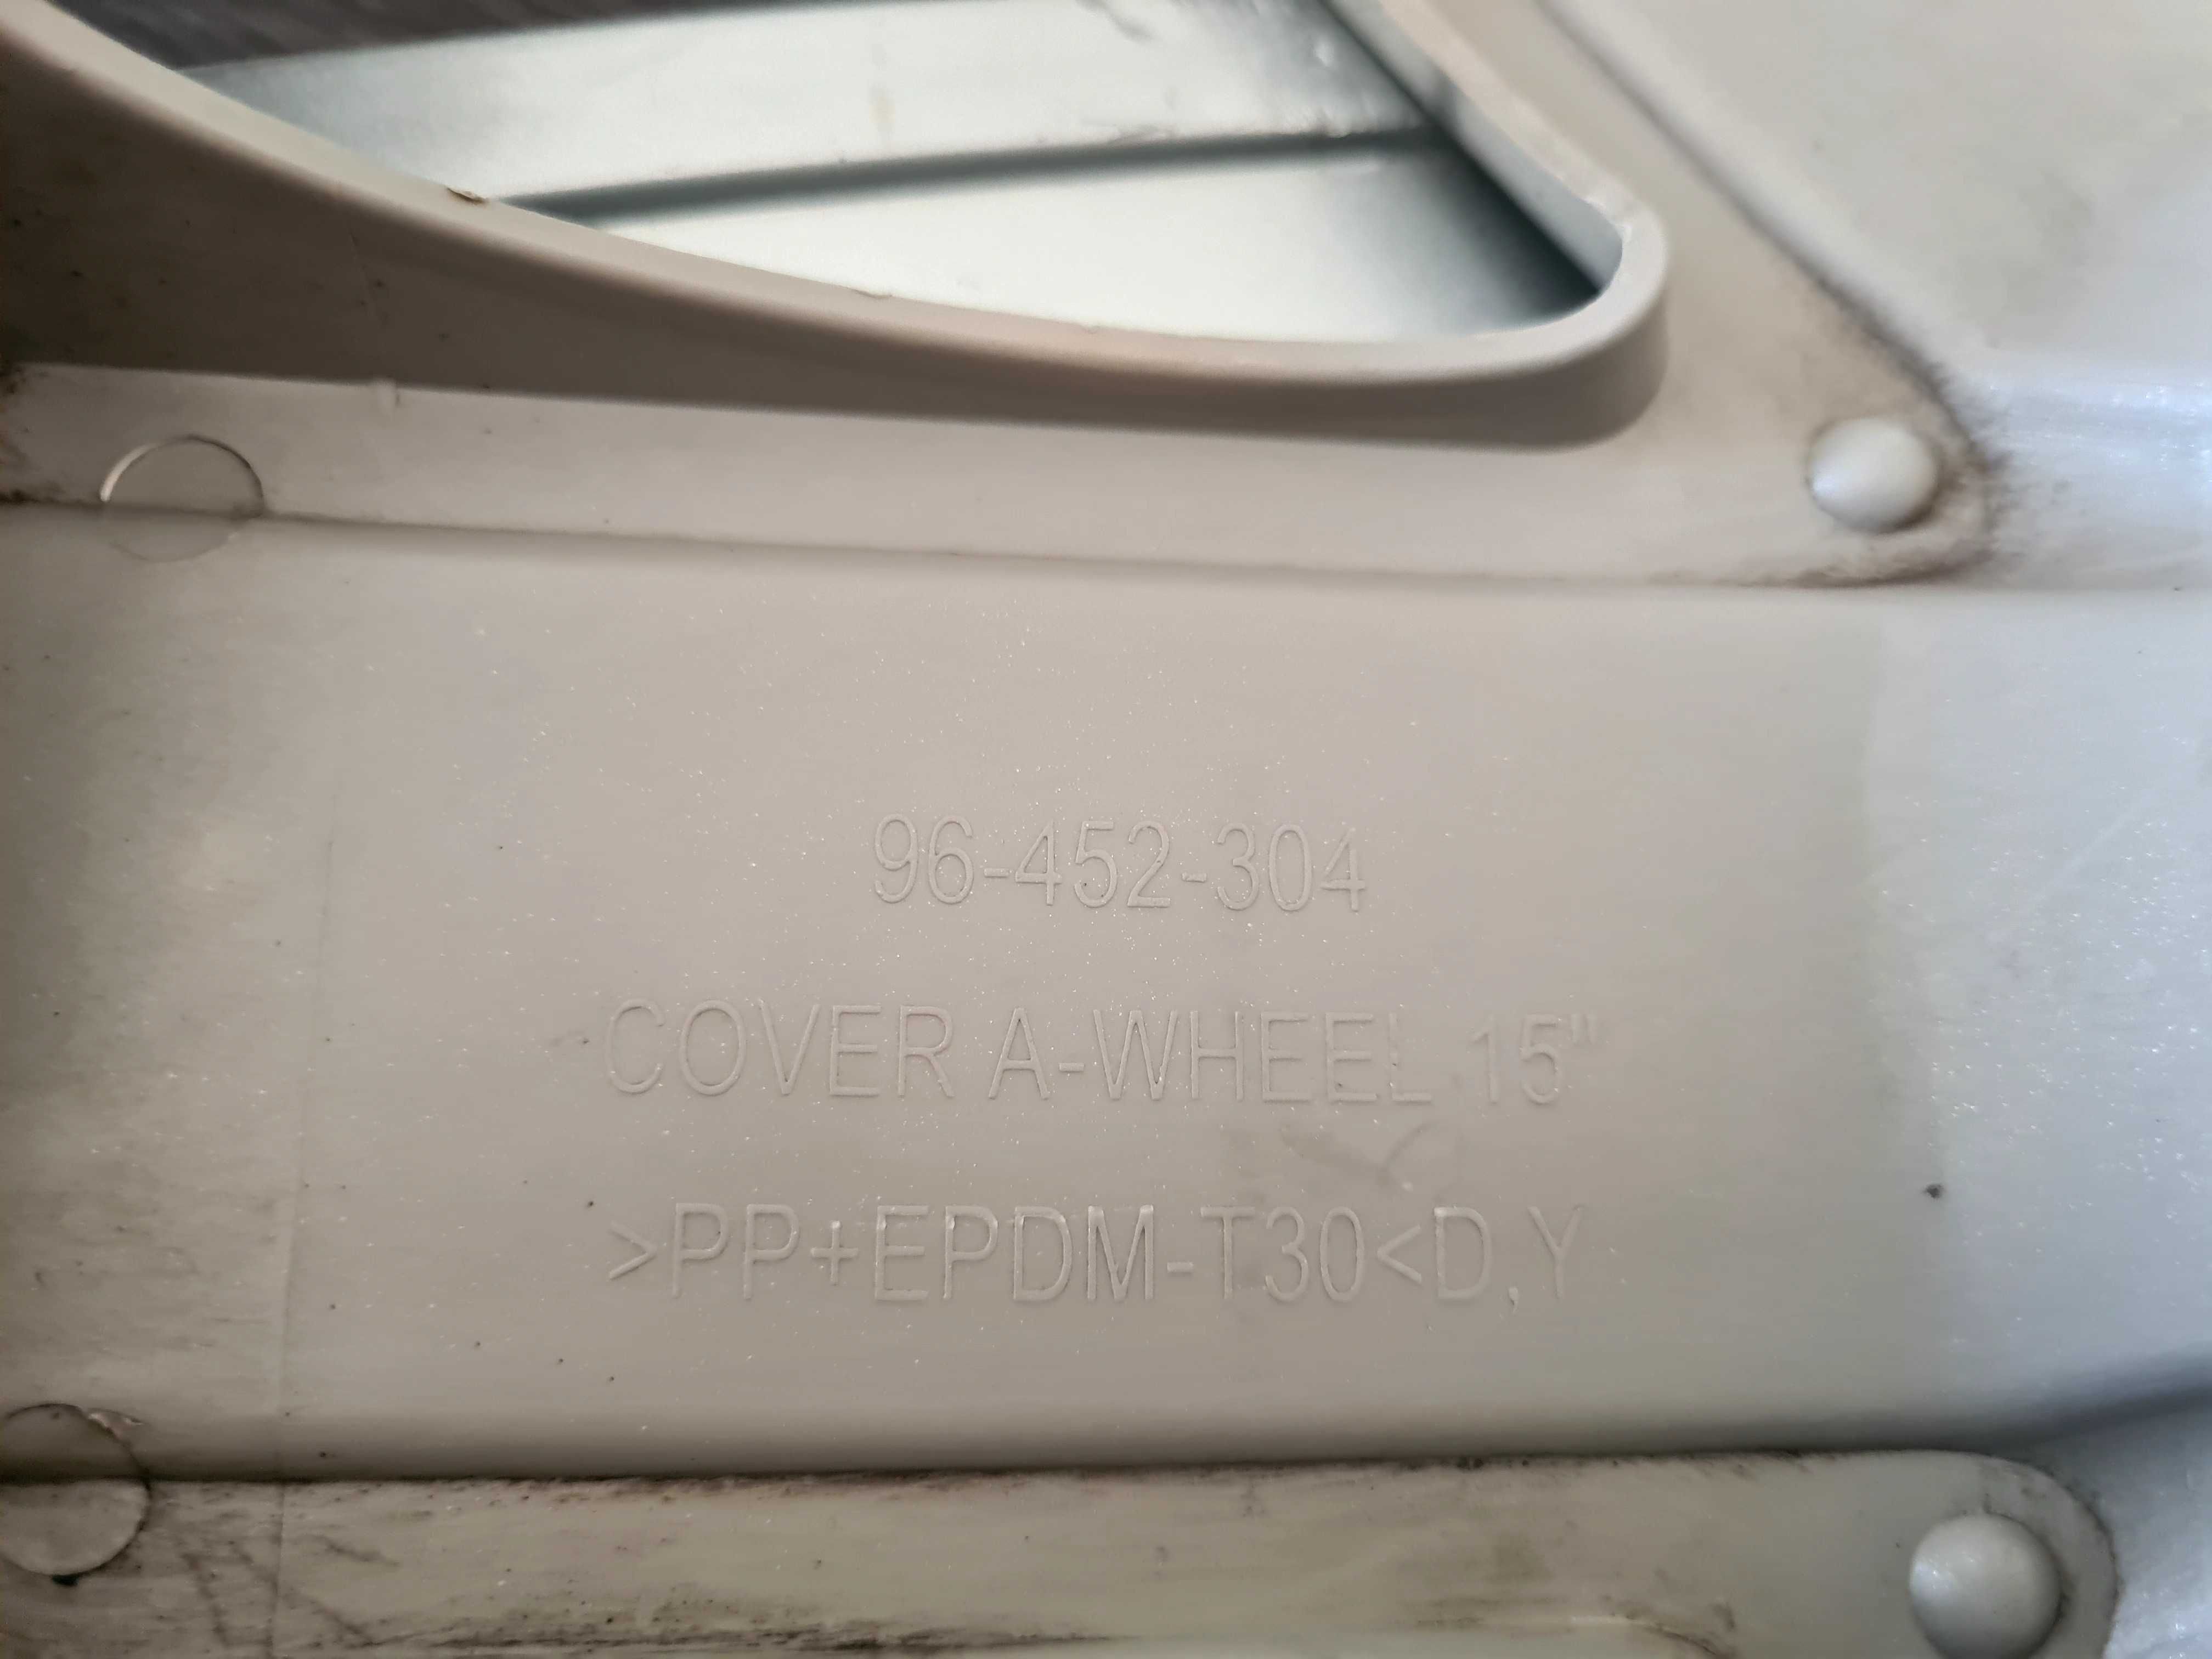 96-452-304
COVER A-WHEEL 15"
>PP+EPDM-T30<D,Y